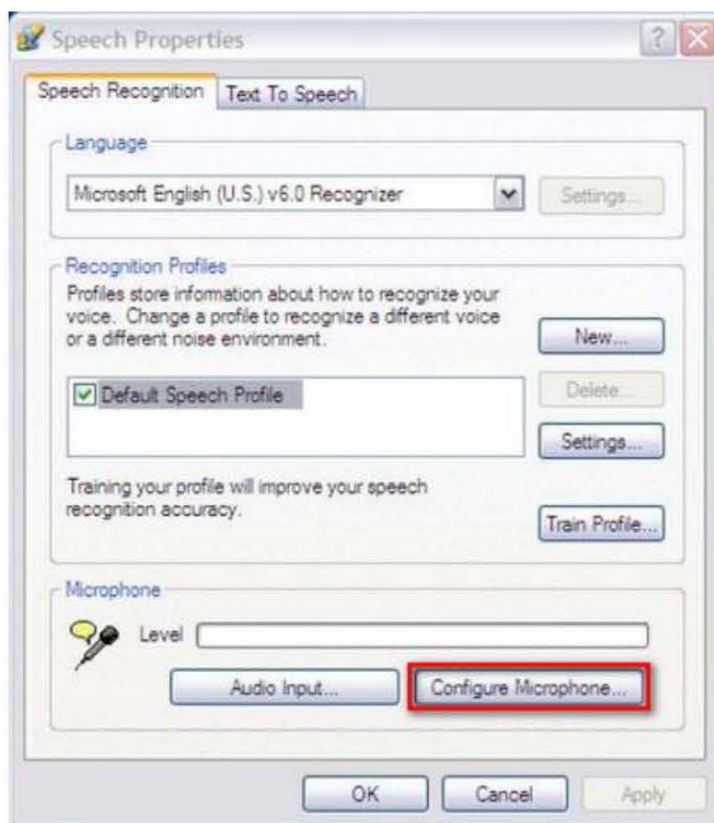 Speech Properties
Speech Recognition
Text To Speech
Language
Microsoft English (U.S.) v6.0 Recognizer
Settings...
Recognition Profiles
Profiles store information about how to recognize your
voice. Change a profile to recognize a different voice
or a different noise environment.
New...
Default Speech Profile
Delete...
Settings...
Training your profile will improve your speech
recognition accuracy.
Train Profile...
Microphone
Level
Audio Input...
Configure Microphone...
OK
Cancel
Apply